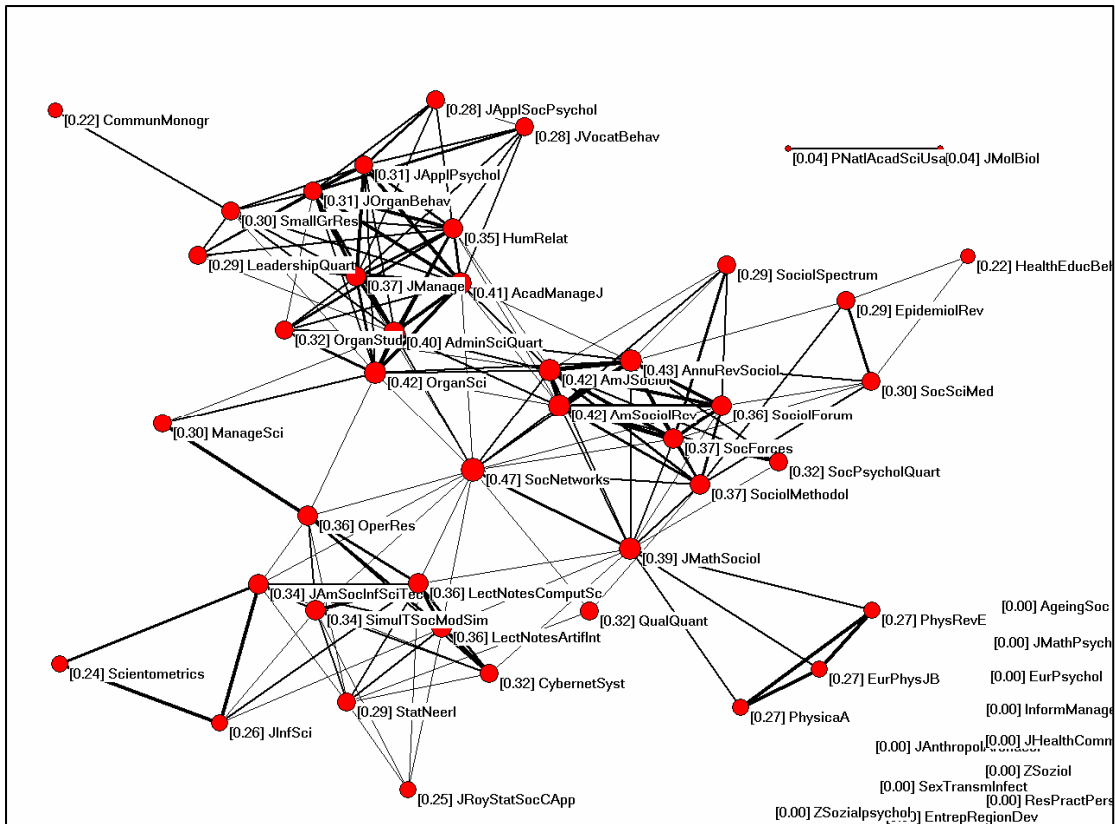 [0.28] JApplSocPsychol
[0.22] CommunMonogr
[0.28] JVocatBehav
[0.04] PNatlAcadSciUsa
[0.04] JMolBiol
[0.31] JApplPsychol
[0.31] JOrganBehav
[0.30] SmallGrRes
[0.35] HumRelat
[0.29] LeadershipQuart
[0.29] SociolSpectrum
[0.22] HealthEducBeh
[0.37] JManage
[0.41] AcadManageJ
[0.29] EpidemiolRev
[0.32] OrganStud
[0.40] AdminSciQuart
[0.43] AnnuRevSociol
[0.42] OrganSci
[0.42] AmJSociol
[0.30] SocSciMed
[0.42] AmSociolRev
[0.36] SociolForum
[0.30] ManageSci
[0.37] SocForces
[0.32] SocPsycholQuart
[0.47] SocNetworks
[0.37] SociolMethodol
[0.36] OperRes
[0.39] JMathSociol
[0.34] JAmSocInfSciTec
[0.36] LectNotesComputSc
[0.00] AgeingSoc
[0.34] SimulTSocModSim
[0.32] QualQuant
[0.27] PhysRevE
[0.36] LectNotesArtifInt
[0.00] JMathPsych
[0.24] Scientometrics
[0.32] CybernetSyst
[0.27] EurPhysJB
[0.00] EurPsychol
[0.29] StatNeerl
[0.27] PhysicaA
[0.00] InformManage
[0.26] JInfSci
[0.00] JHealthComm
[0.00]
[0.00] ZSoziol
[0.25] JRoyStatSocCApp
[0.00] SexTransmInfect
[0.00] ResPractPers
[0.00] ZSozialpsychol
EntrepRegionDev